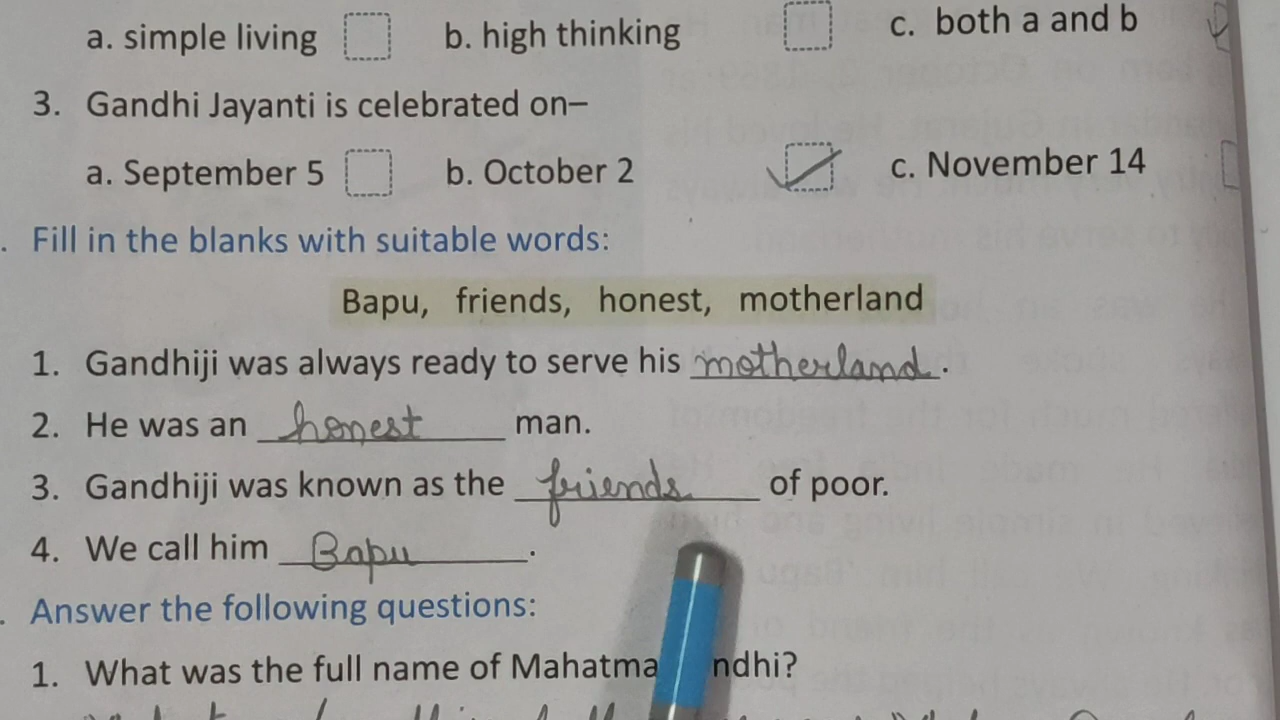 a. simple living b. high thinking c. both a and b
3. Gandhi Jayanti is celebrated on–
a. September 5 b. October 2 c. November 14
. Fill in the blanks with suitable words:
Bapu, friends, honest, motherland
1. Gandhiji was always ready to serve his motherland.
2. He was an honest man.
3. Gandhiji was known as the friends of poor.
4. We call him Bapu.
. Answer the following questions:
1. What was the full name of Mahatma ndhi?